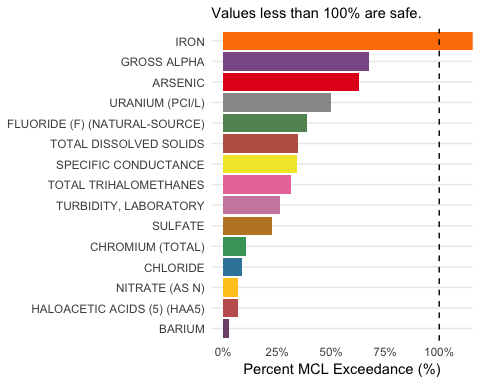 Values less than 100% are safe.
IRON
GROSS ALPHA
ARSENIC
URANIUM (PCI/L)
FLUORIDE (F) (NATURAL-SOURCE)
TOTAL DISSOLVED SOLIDS
SPECIFIC CONDUCTANCE
TOTAL TRIHALOMETHANES
TURBIDITY, LABORATORY
SULFATE
CHROMIUM (TOTAL)
CHLORIDE
NITRATE (AS N)
HALOACETIC ACIDS (5) (HAA5)
BARIUM
0% 25% 50% 75% 100%
Percent MCL Exceedance (%)